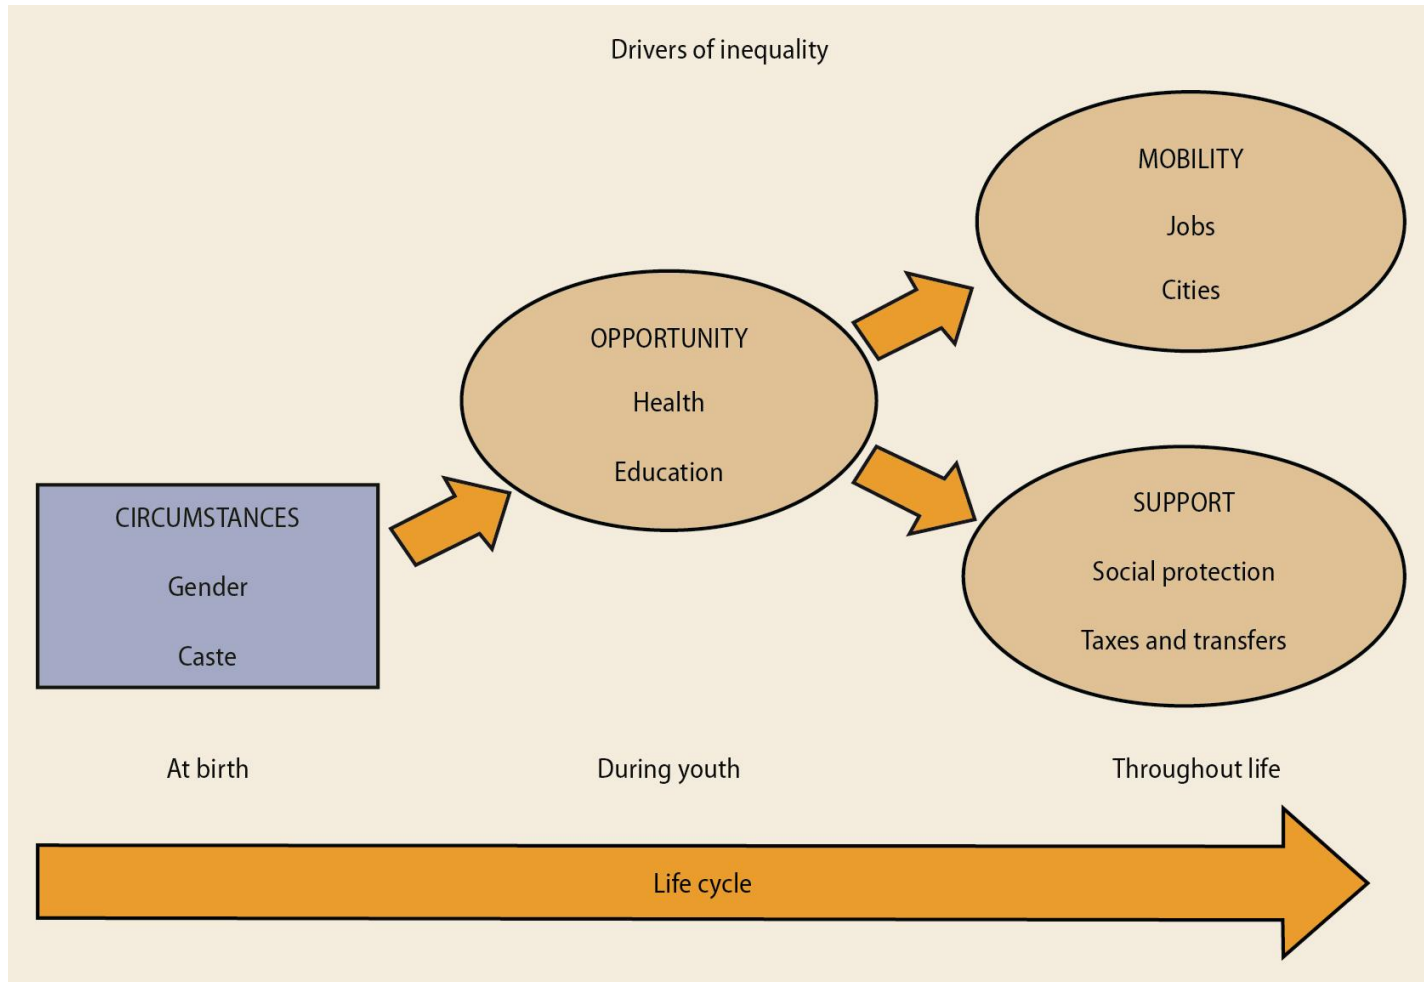 Drivers of inequality
MOBILITY
Jobs
Cities
OPPORTUNITY
Health
Education
CIRCUMSTANCES
Gender
Caste
SUPPORT
Social protection
Taxes and transfers
At birth
During youth
Throughout life
Life cycle